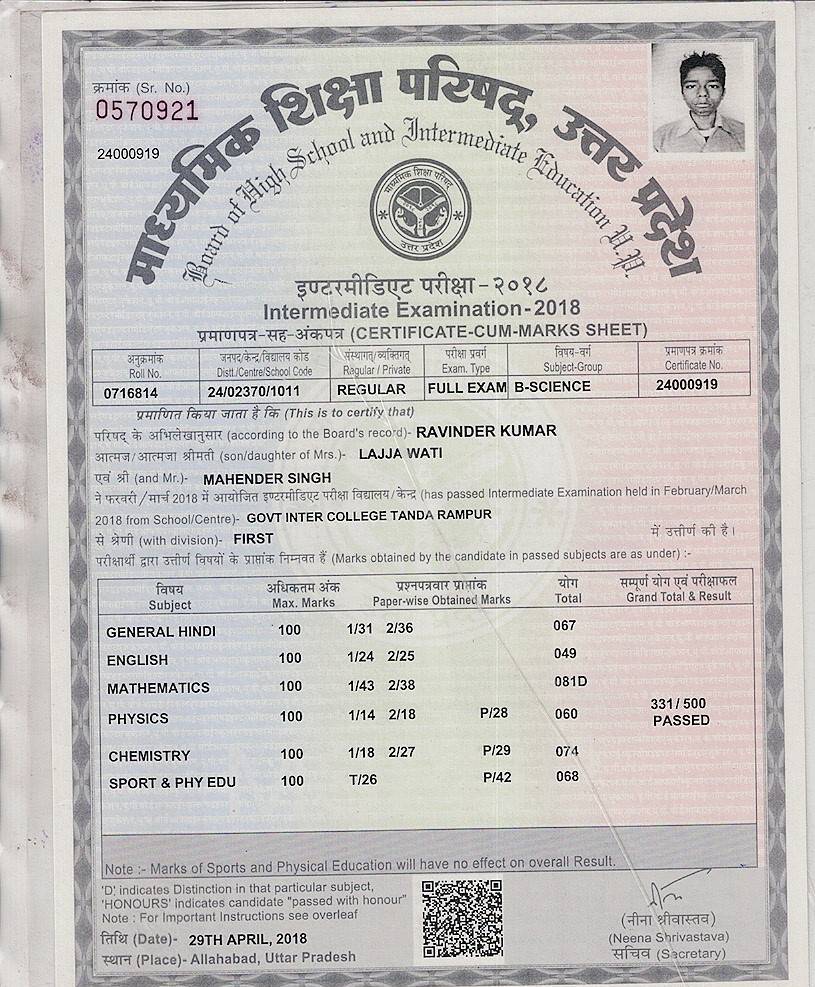 क्रमांक (Sr. No.)
0570921
24000919
माध्यमिक शिक्षा परिषद्, उत्तर प्रदेश
Board of High School and Intermediate Education U.P.
माध्यमिक शिक्षा परिषद
उत्तर प्रदेश
इण्टरमीडिएट परीक्षा-२०१८
Intermediate Examination-2018
प्रमाणपत्र-सह-अंकपत्र (CERTIFICATE-CUM-MARKS SHEET)
अनुक्रमांक जनपद/केन्द्र/विद्यालय कोड संस्थागत/व्यक्तिगत परीक्षा प्रवर्ग विषय-वर्ग प्रमाणपत्र क्रमांक
Roll No. Distt./Centre/School Code Regular / Private Exam. Type Subject-Group Certificate No.
0716814 24/02370/1011 REGULAR FULL EXAM B-SCIENCE 24000919
प्रमाणित किया जाता है कि (This is to certify that)
परिषद के अभिलेखानुसार (according to the Board's record)- RAVINDER KUMAR
आत्मज/आत्मजा श्रीमती (son/daughter of Mrs.)- LAJJA WATI
एवं श्री (and Mr.)- MAHENDER SINGH
ने फरवरी/मार्च 2018 में आयोजित इण्टरमीडिएट परीक्षा विद्यालय/केन्द्र (has passed Intermediate Examination held in February/March
2018 from School/Centre)- GOVT INTER COLLEGE TANDA RAMPUR
से श्रेणी (with division)- FIRST में उत्तीर्ण की है।
परीक्षार्थी द्वारा उत्तीर्ण विषयों के प्राप्तांक निम्नवत हैं (Marks obtained by the candidate in passed subjects are as under) :-
विषय अधिकतम अंक प्रश्नपत्रवार प्राप्तांक योग सम्पूर्ण योग एवं परीक्षाफल
Subject Max. Marks Paper-wise Obtained Marks Total Grand Total & Result
GENERAL HINDI 100 1/31 2/36 067
ENGLISH 100 1/24 2/25 049
MATHEMATICS 100 1/43 2/38 081D
PHYSICS 100 1/14 2/18 P/28 060 331/500
PASSED
CHEMISTRY 100 1/18 2/27 P/29 074
SPORT & PHY EDU 100 T/26 P/42 068
Note :- Marks of Sports and Physical Education will have no effect on overall Result.
'D' indicates Distinction in that particular subject,
'HONOURS' indicates candidate "passed with honour"
Note : For Important Instructions see overleaf
तिथि (Date)- 29TH APRIL, 2018
स्थान (Place)- Allahabad, Uttar Pradesh
(नीना श्रीवास्तव)
(Neena Shrivastava)
सचिव (Secretary)